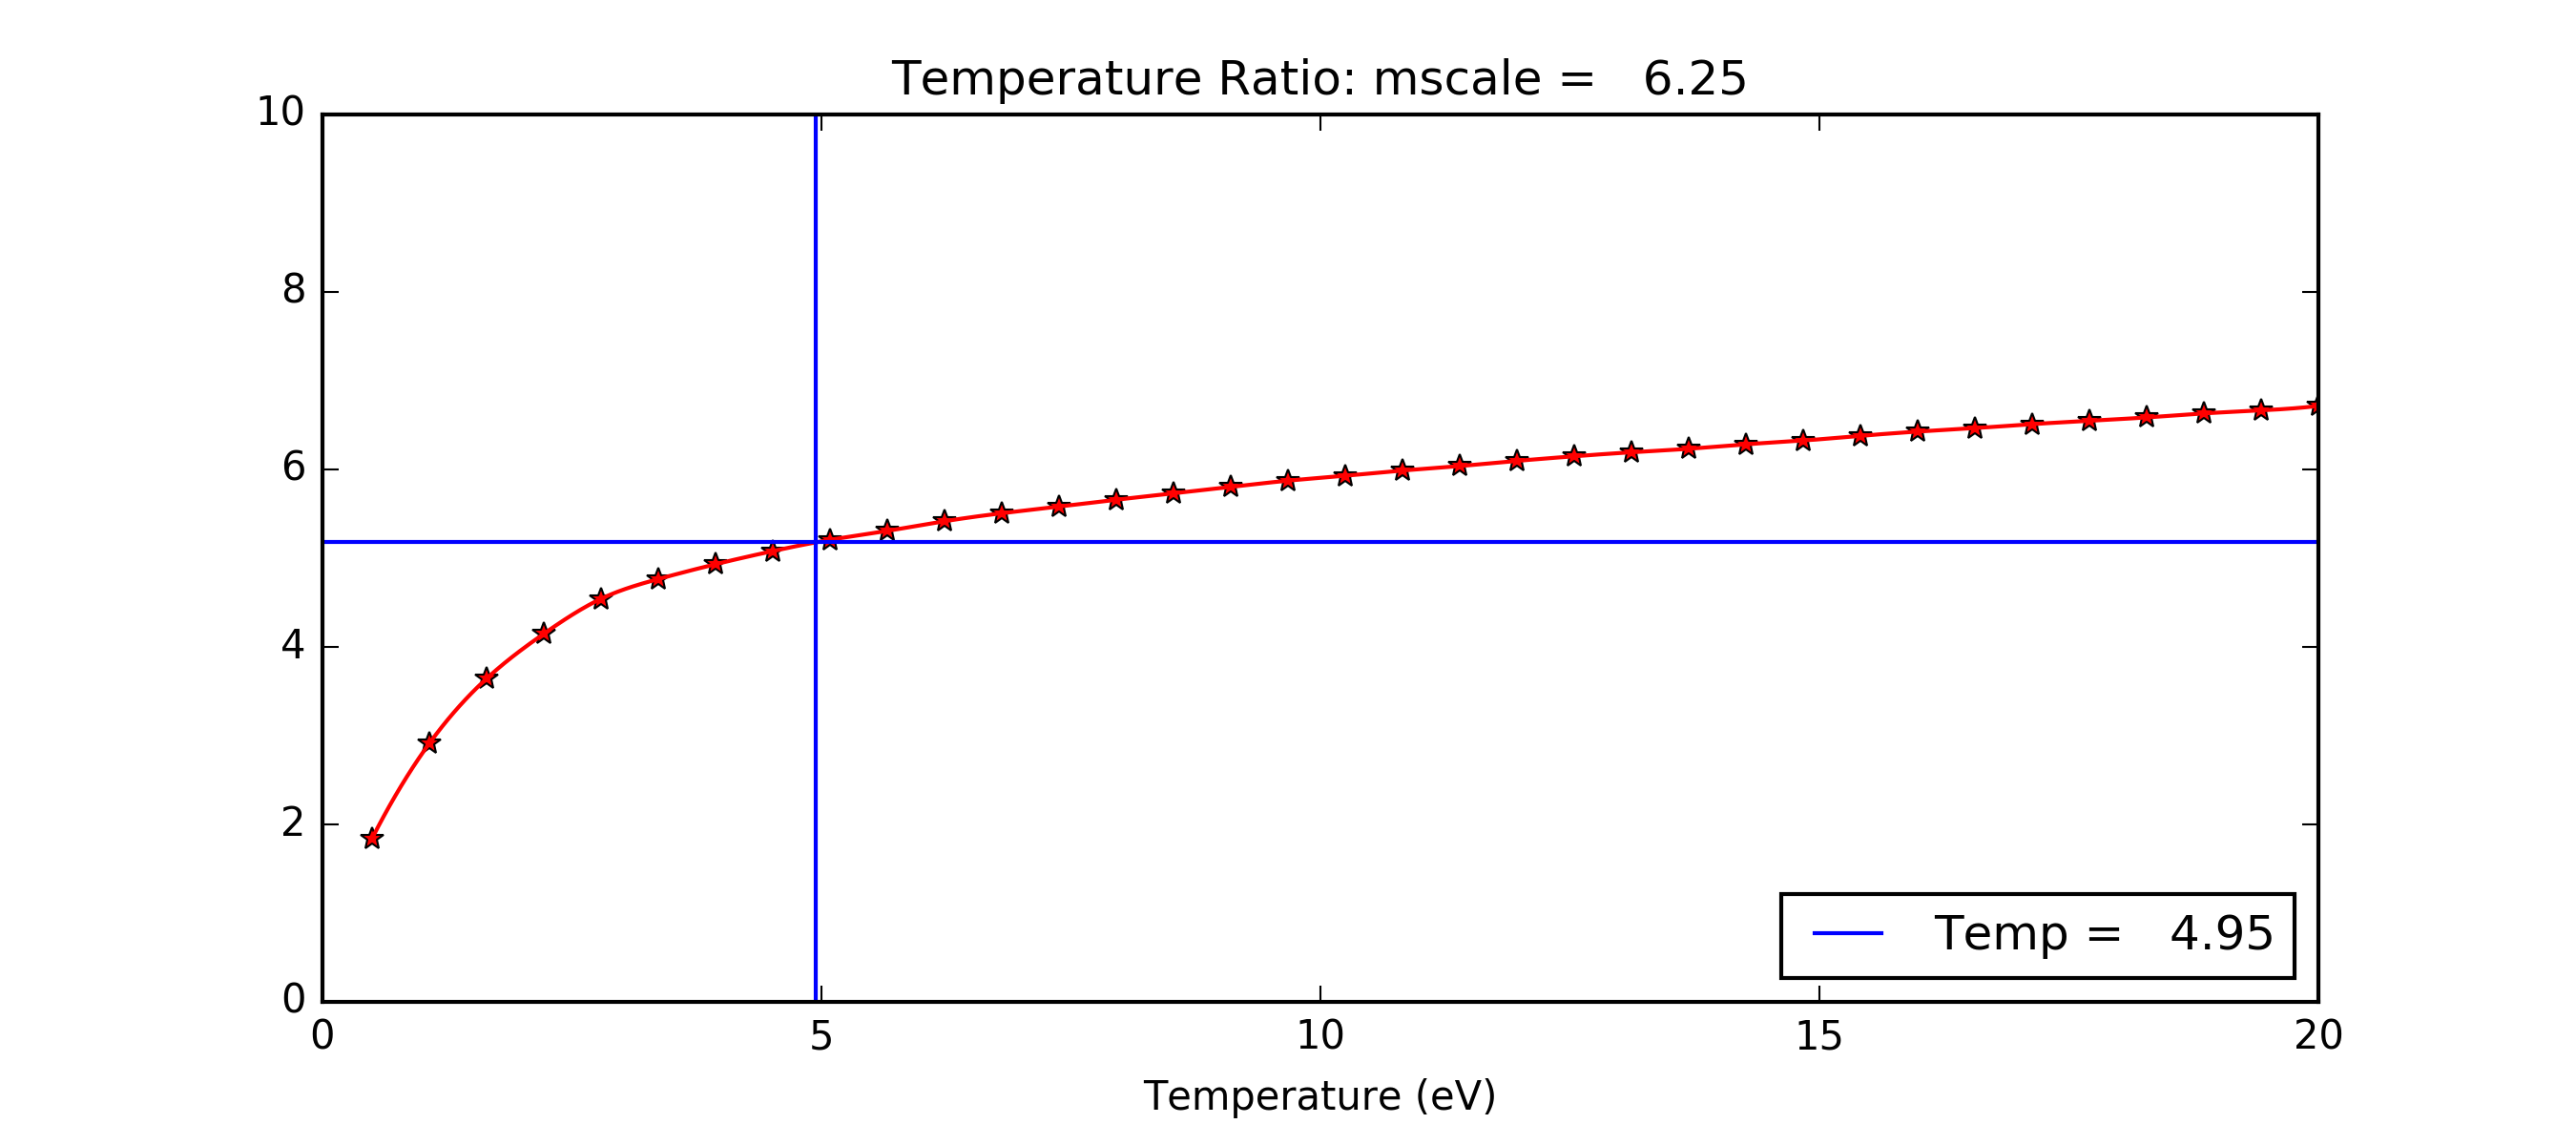 Temperature Ratio: mscale = 6.25
10
8
6
4
2
0
0 5 10 15 20
Temperature (eV)
Temp = 4.95